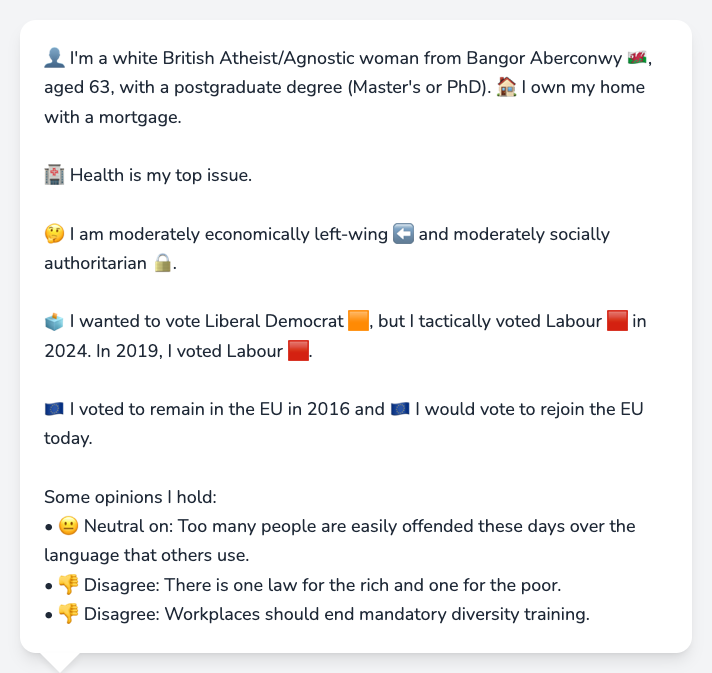 👤 I'm a white British Atheist/Agnostic woman from Bangor Aberconwy 🏴󠁧󠁢󠁷󠁬󠁳󠁿,
aged 63, with a postgraduate degree (Master's or PhD). 🏠 I own my home
with a mortgage.
🏥 Health is my top issue.
🤔 I am moderately economically left-wing ⬅️ and moderately socially
authoritarian 🔒.
🗳️ I wanted to vote Liberal Democrat 🟧, but I tactically voted Labour 🟥 in
2024. In 2019, I voted Labour 🟥.
🇪🇺 I voted to remain in the EU in 2016 and 🇪🇺 I would vote to rejoin the EU
today.
Some opinions I hold:
• 😐 Neutral on: Too many people are easily offended these days over the
language that others use.
• 👎 Disagree: There is one law for the rich and one for the poor.
• 👎 Disagree: Workplaces should end mandatory diversity training.